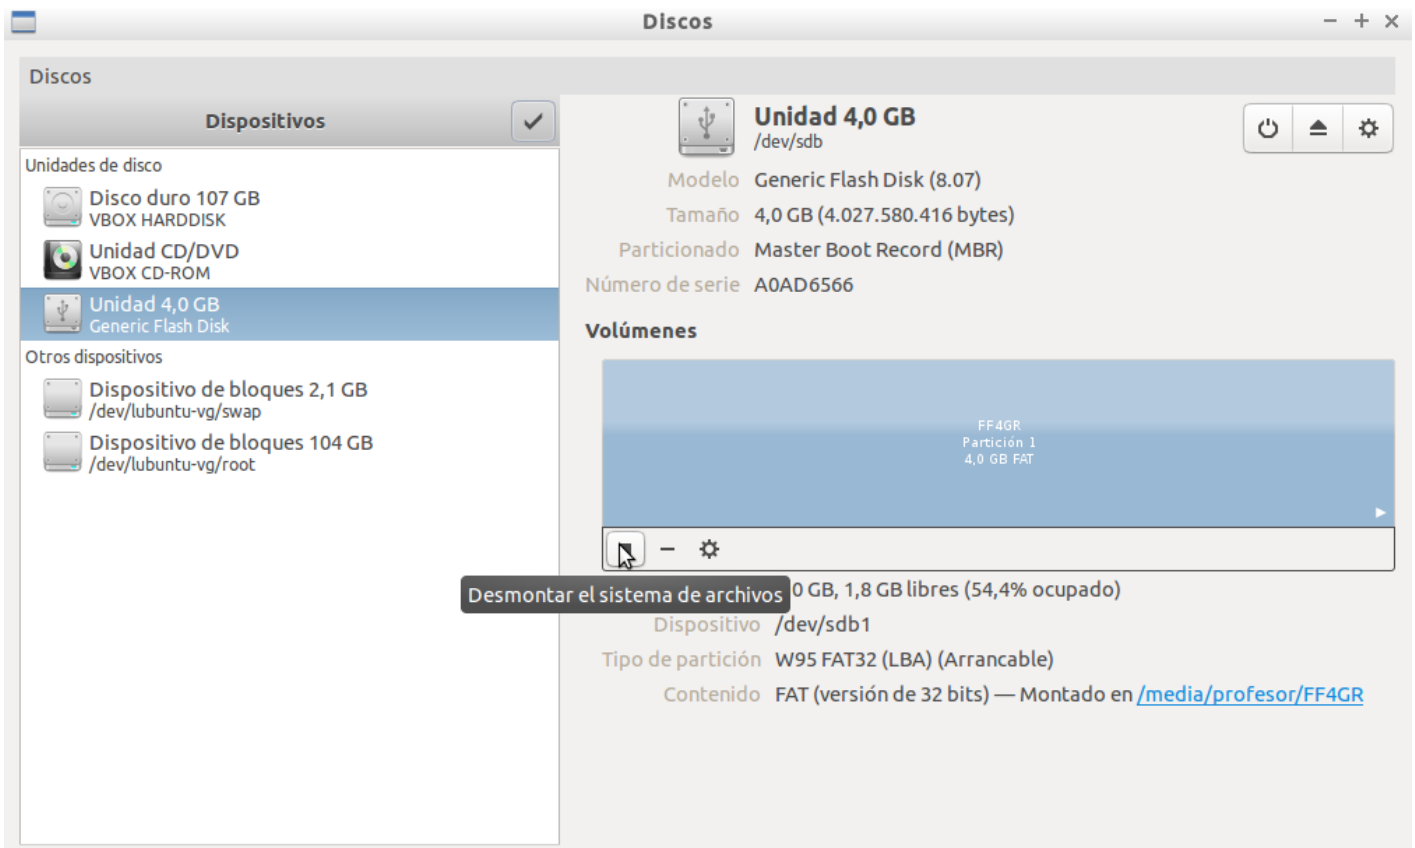 Discos
Discos
Dispositivos
Unidades de disco
Disco duro 107 GB
VBOX HARDDISK
Unidad CD/DVD
VBOX CD-ROM
Unidad 4,0 GB
Generic Flash Disk
Otros dispositivos
Dispositivo de bloques 2,1 GB
/dev/lubuntu-vg/swap
Dispositivo de bloques 104 GB
/dev/lubuntu-vg/root
Unidad 4,0 GB
/dev/sdb
Modelo Generic Flash Disk (8.07)
Tamaño 4,0 GB (4.027.580.416 bytes)
Particionado Master Boot Record (MBR)
Número de serie A0AD6566
Volúmenes
FF4GR
Partición 1
4,0 GB FAT
Desmontar el sistema de archivos
0 GB, 1,8 GB libres (54,4% ocupado)
Dispositivo /dev/sdb1
Tipo de partición W95 FAT32 (LBA) (Arrancable)
Contenido FAT (versión de 32 bits) — Montado en /media/profesor/FF4GR